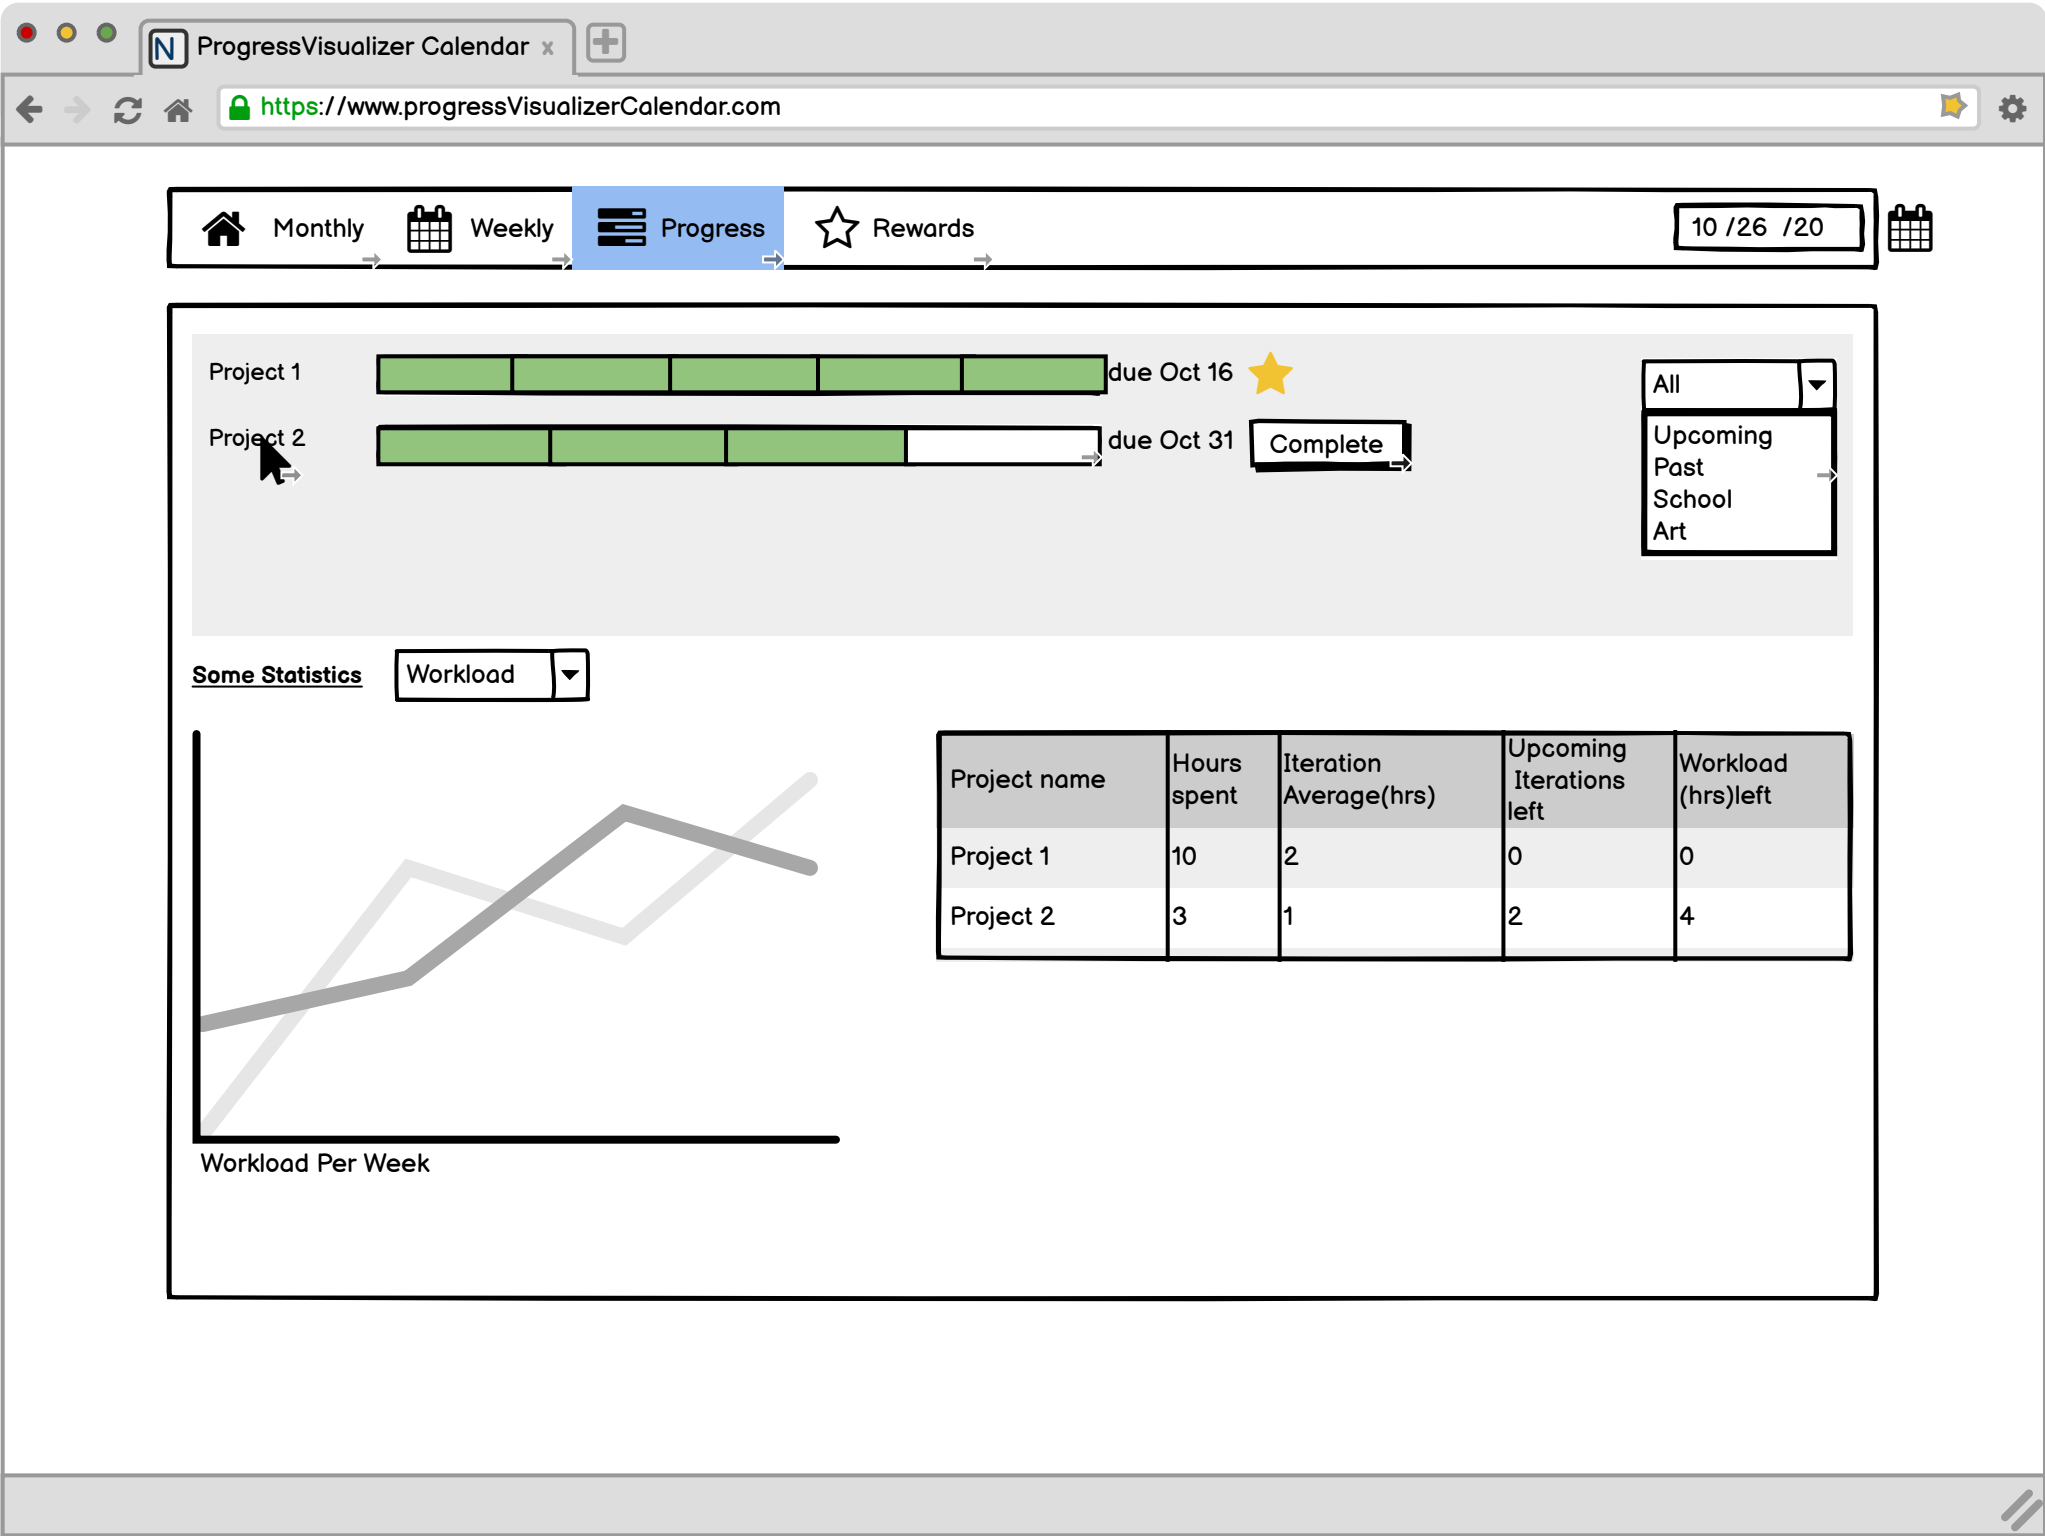 N ProgressVisualizer Calendar x
https://www.progressVisualizerCalendar.com
Monthly Weekly Progress Rewards 10 /26 /20
Project 1 due Oct 16
All
Project 2 due Oct 31 Complete
Upcoming
Past
School
Art
Some Statistics Workload
Project name
Hours
spent
Iteration
Average(hrs)
Upcoming
Iterations
left
Workload
(hrs)left
Project 1 10 2 0 0
Project 2 3 1 2 4
Workload Per Week